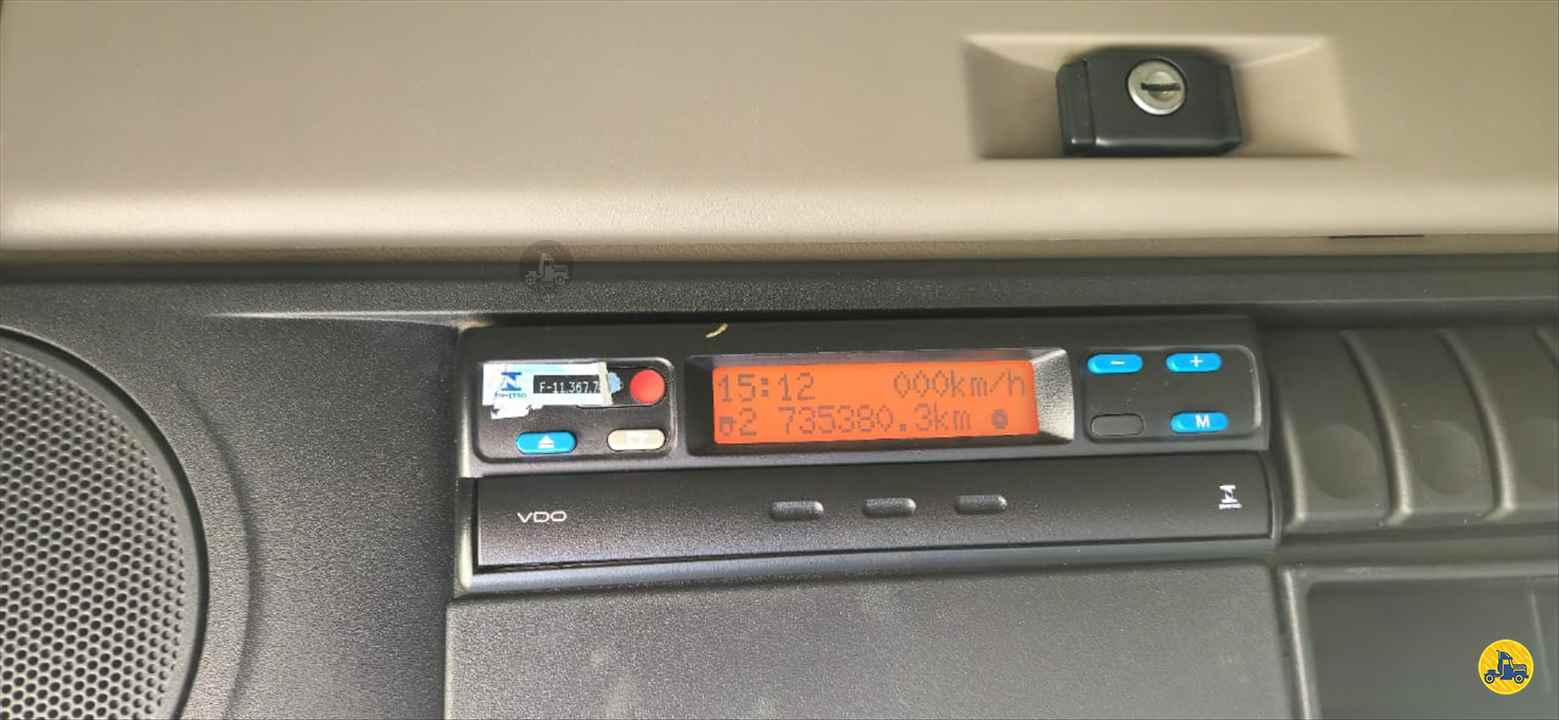 F-11.367.7
15:12 000km/h
2 735380.3km
- +
M
VDO